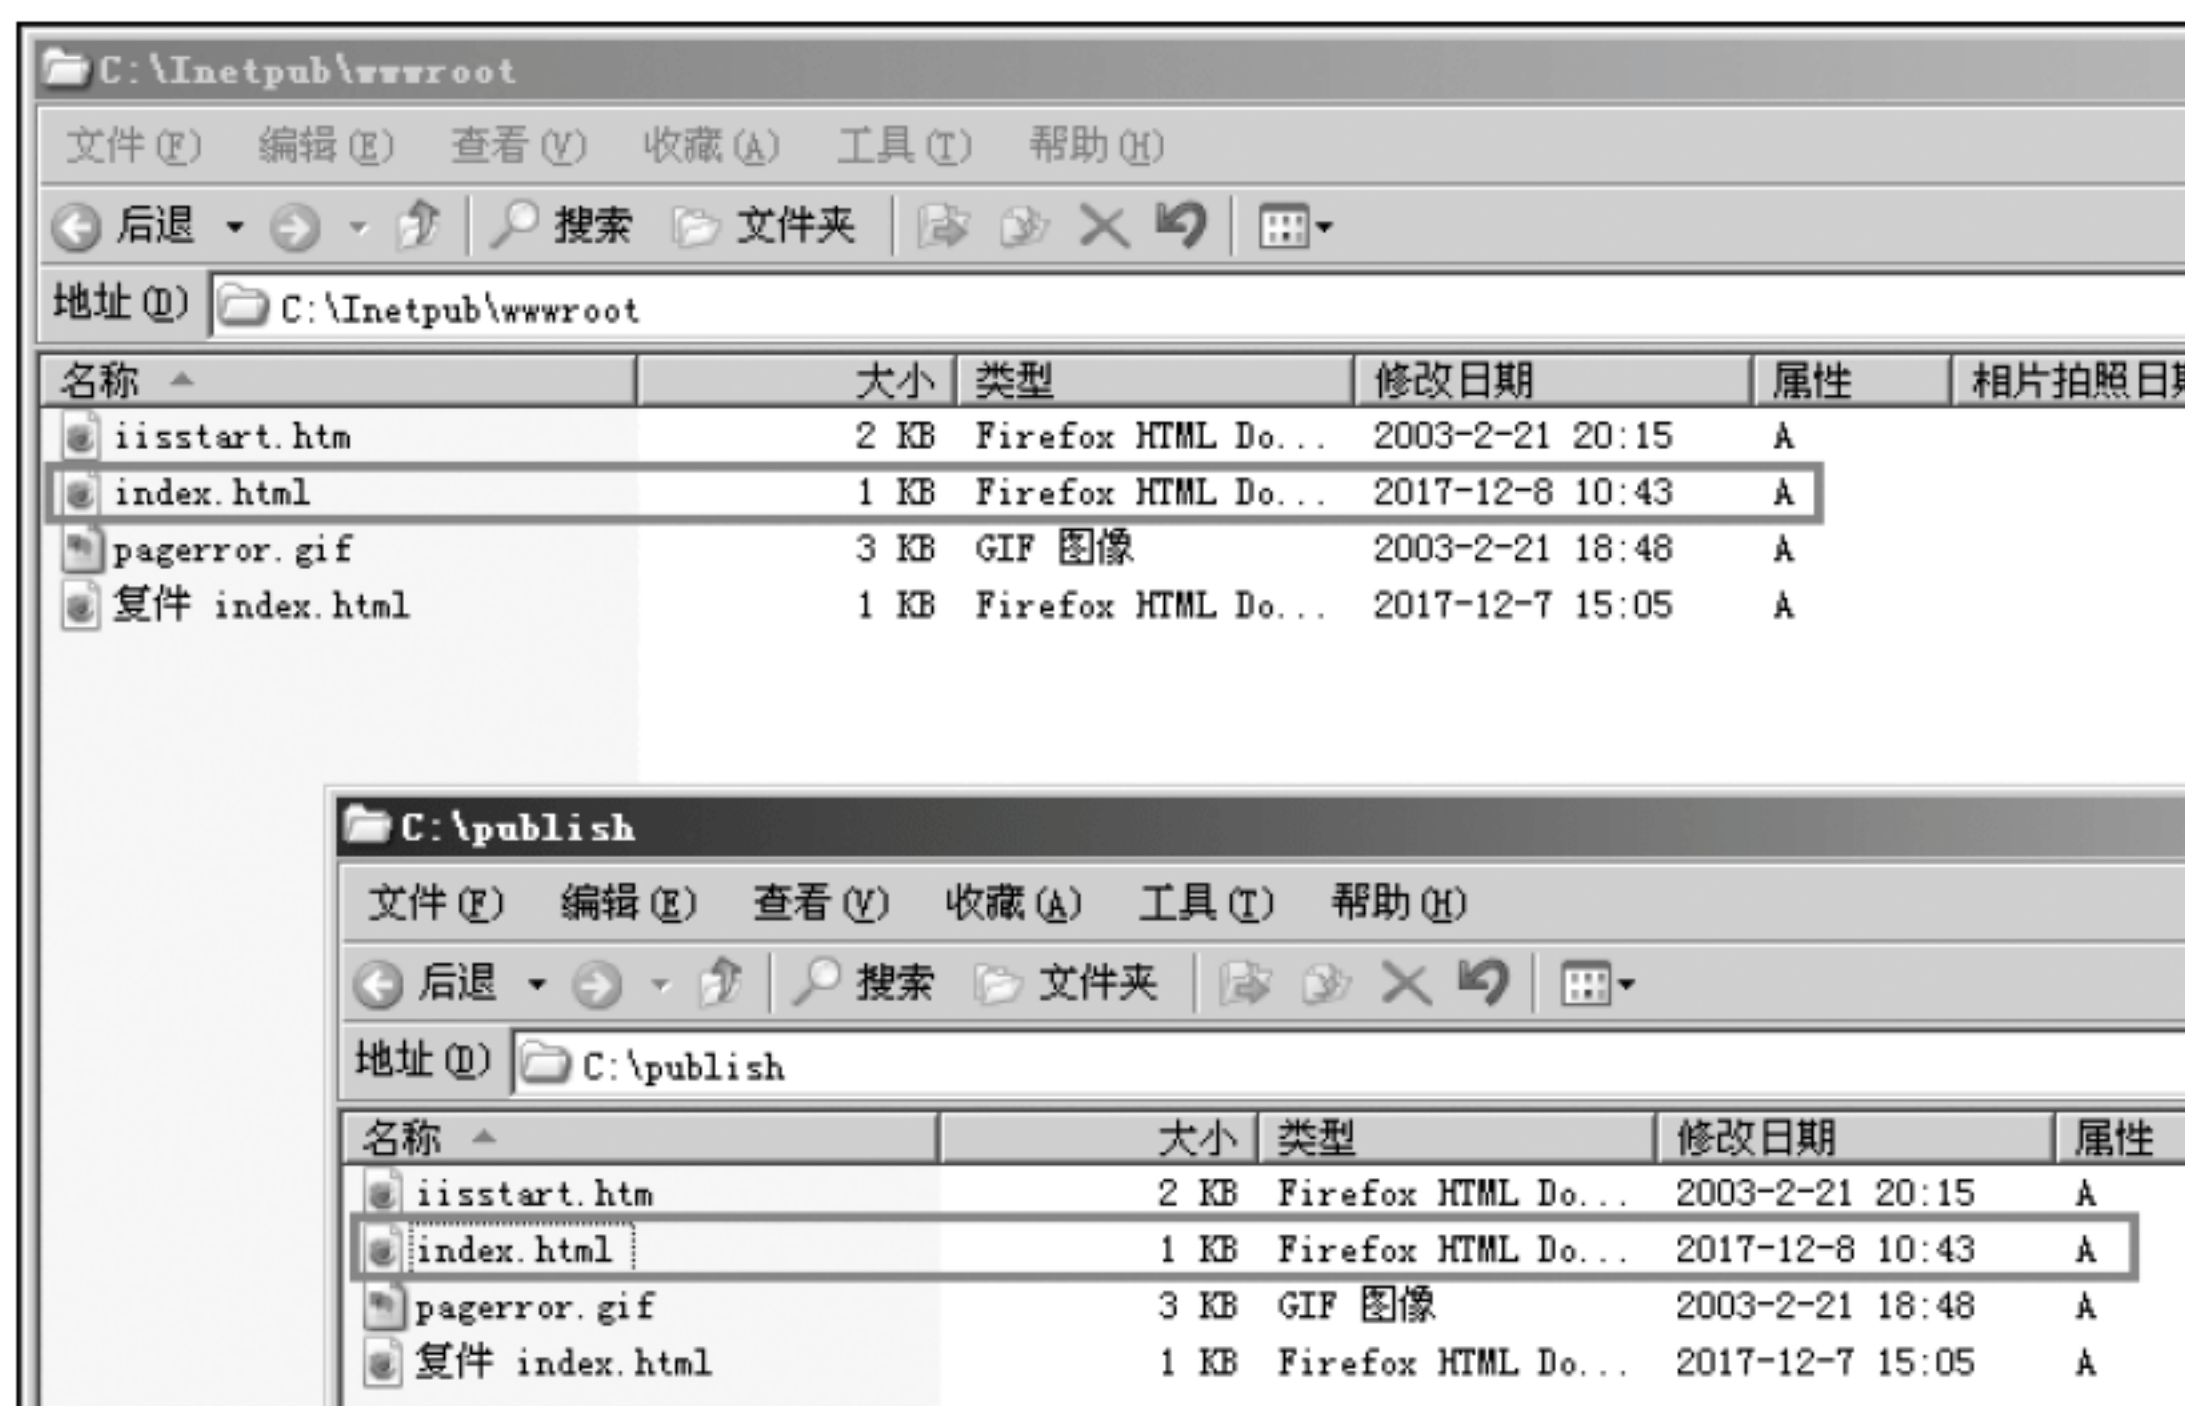 C:\Inetpub\wwwroot
文件(F) 编辑(E) 查看(V) 收藏(A) 工具(T) 帮助(H)
后退 搜索 文件夹
地址(D) C:\Inetpub\wwwroot
名称 大小 类型 修改日期 属性 相片拍照日期
iisstart.htm 2 KB Firefox HTML Do... 2003-2-21 20:15 A
index.html 1 KB Firefox HTML Do... 2017-12-8 10:43 A
pagerror.gif 3 KB GIF 图像 2003-2-21 18:48 A
复件 index.html 1 KB Firefox HTML Do... 2017-12-7 15:05 A
C:\publish
文件(F) 编辑(E) 查看(V) 收藏(A) 工具(T) 帮助(H)
后退 搜索 文件夹
地址(D) C:\publish
名称 大小 类型 修改日期 属性
iisstart.htm 2 KB Firefox HTML Do... 2003-2-21 20:15 A
index.html 1 KB Firefox HTML Do... 2017-12-8 10:43 A
pagerror.gif 3 KB GIF 图像 2003-2-21 18:48 A
复件 index.html 1 KB Firefox HTML Do... 2017-12-7 15:05 A